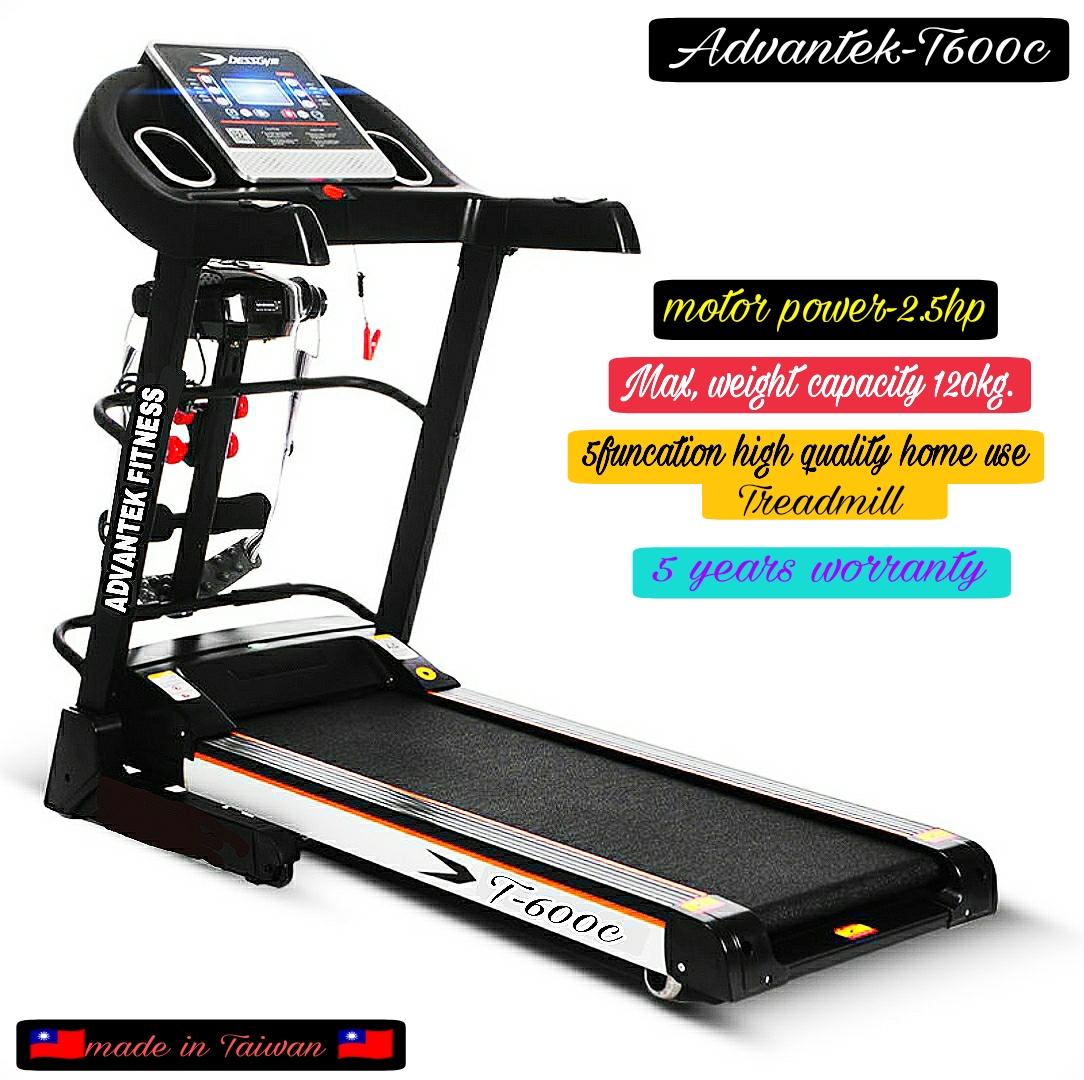 Advantek-T600c
bessGym
motor power-2.5hp
Max, weight capacity 120kg.
5funcation high quality home use
Treadmill
5 years worranty
ADVANTEK FITNESS
T-600c
made in Taiwan